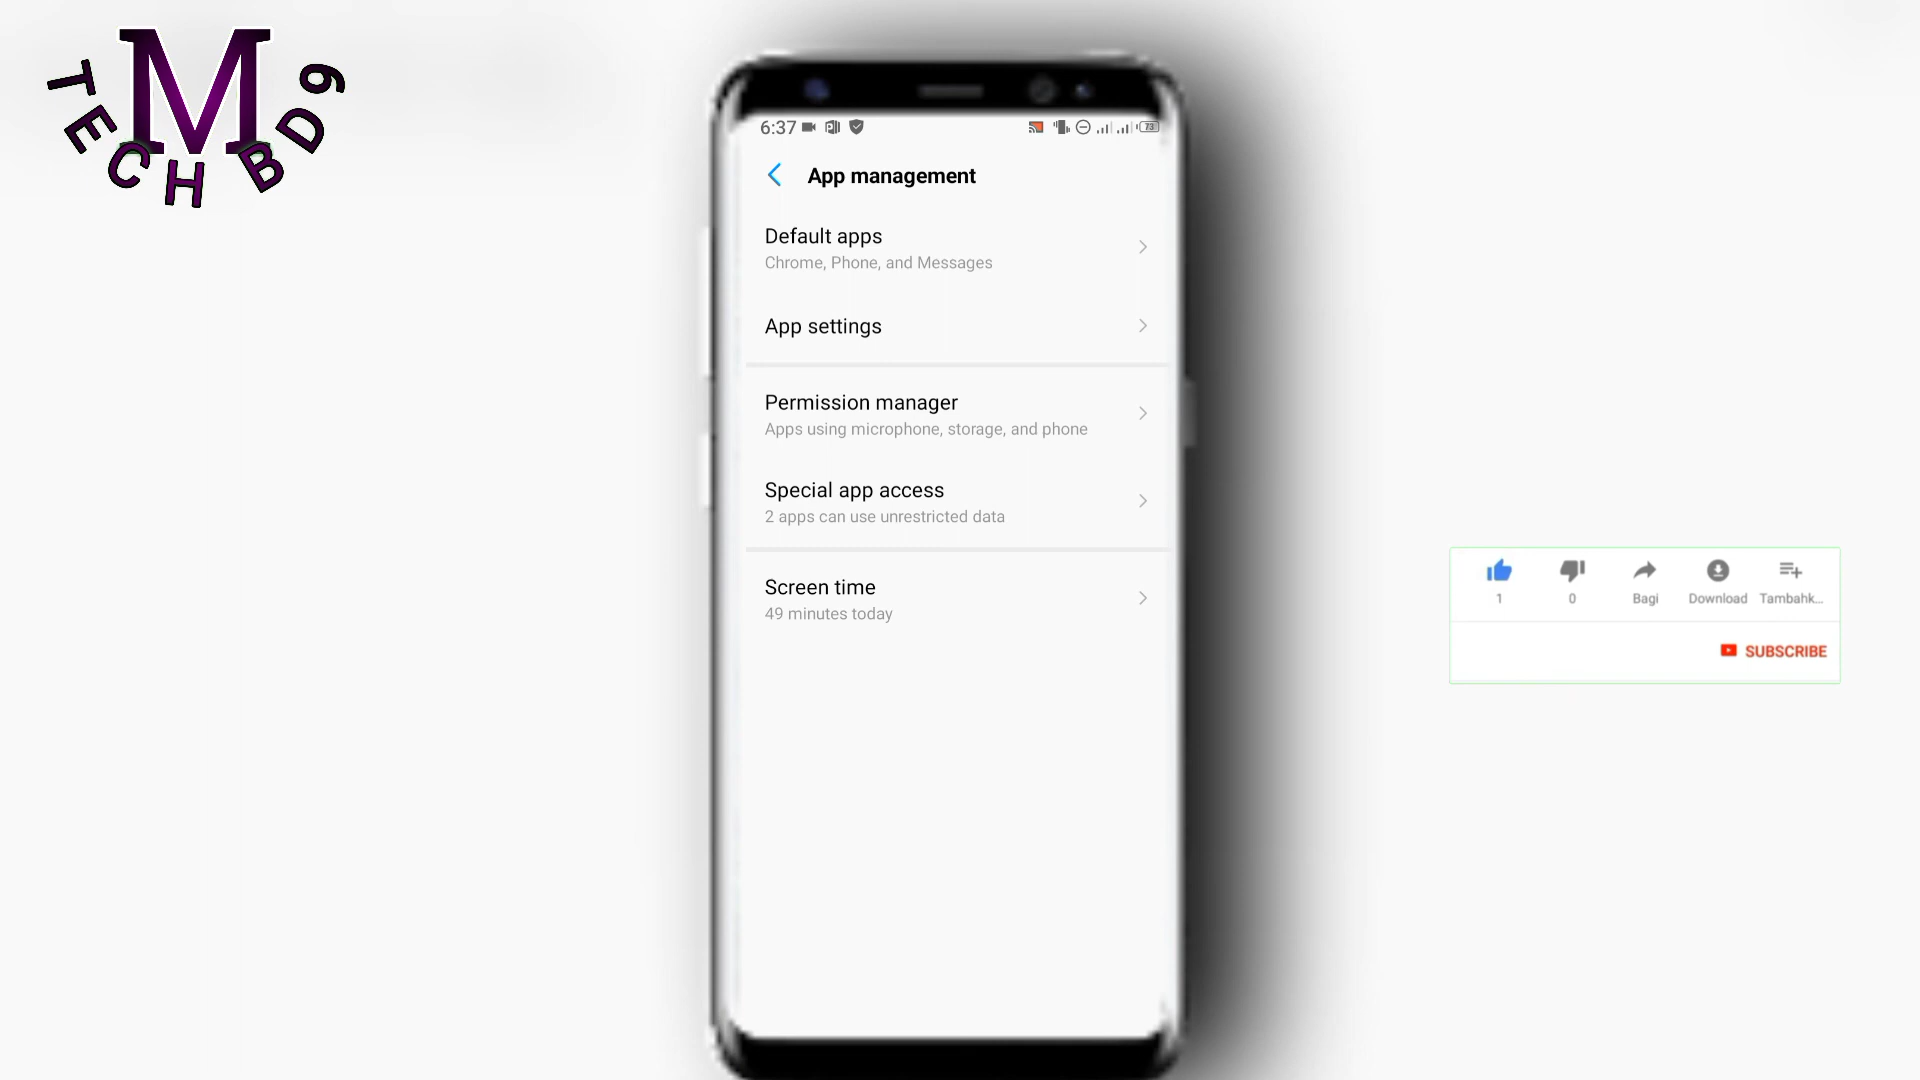 M
TECH BD9
6:37
73
App management
Default apps
Chrome, Phone, and Messages
App settings
Permission manager
Apps using microphone, storage, and phone
Special app access
2 apps can use unrestricted data
Screen time
49 minutes today
1 0 Bagi Download Tambahk...
SUBSCRIBE